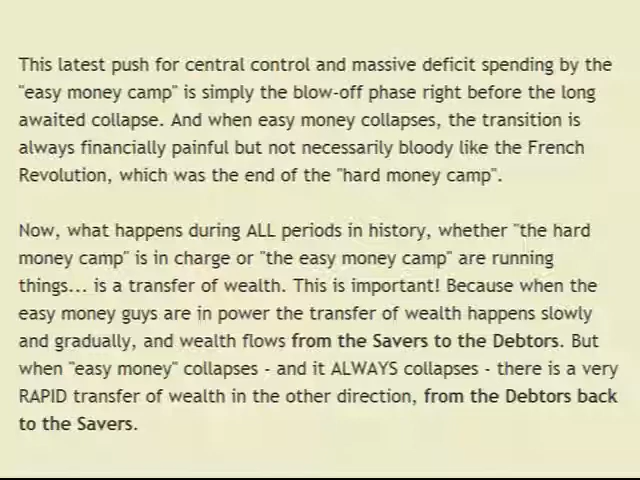 This latest push for central control and massive deficit spending by the
"easy money camp" is simply the blow-off phase right before the long
awaited collapse. And when easy money collapses, the transition is
always financially painful but not necessarily bloody like the French
Revolution, which was the end of the "hard money camp".
Now, what happens during ALL periods in history, whether "the hard
money camp" is in charge or "the easy money camp" are running
things... is a transfer of wealth. This is important! Because when the
easy money guys are in power the transfer of wealth happens slowly
and gradually, and wealth flows from the Savers to the Debtors. But
when "easy money" collapses - and it ALWAYS collapses - there is a very
RAPID transfer of wealth in the other direction, from the Debtors back
to the Savers.